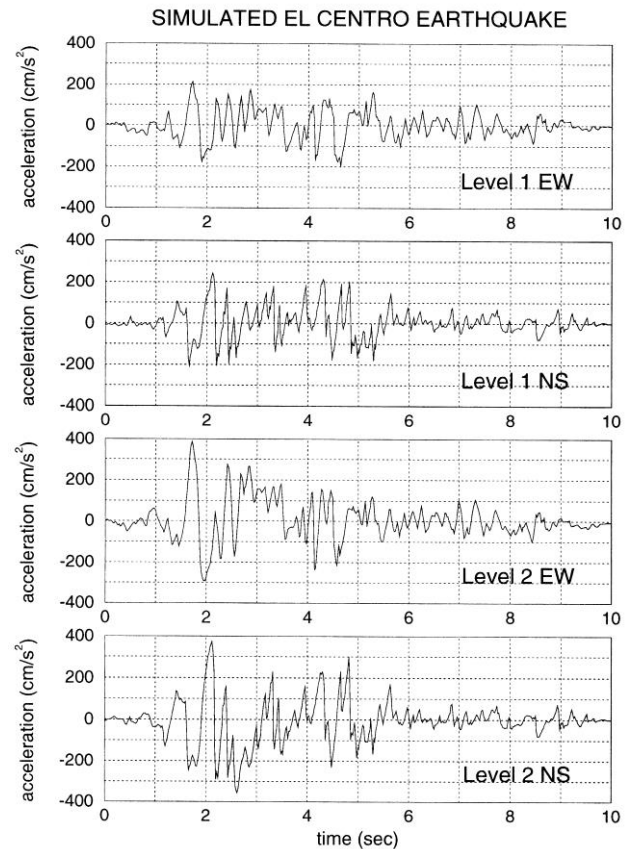 SIMULATED EL CENTRO EARTHQUAKE
400
200
0
-200
-400
acceleration (cm/s²)
Level 1 EW
0 2 4 6 8 10
400
200
0
-200
-400
acceleration (cm/s²)
Level 1 NS
0 2 4 6 8 10
400
200
0
-200
-400
acceleration (cm/s²)
Level 2 EW
0 2 4 6 8 10
400
200
0
-200
-400
acceleration (cm/s²)
Level 2 NS
0 2 4 6 8 10
time (sec)